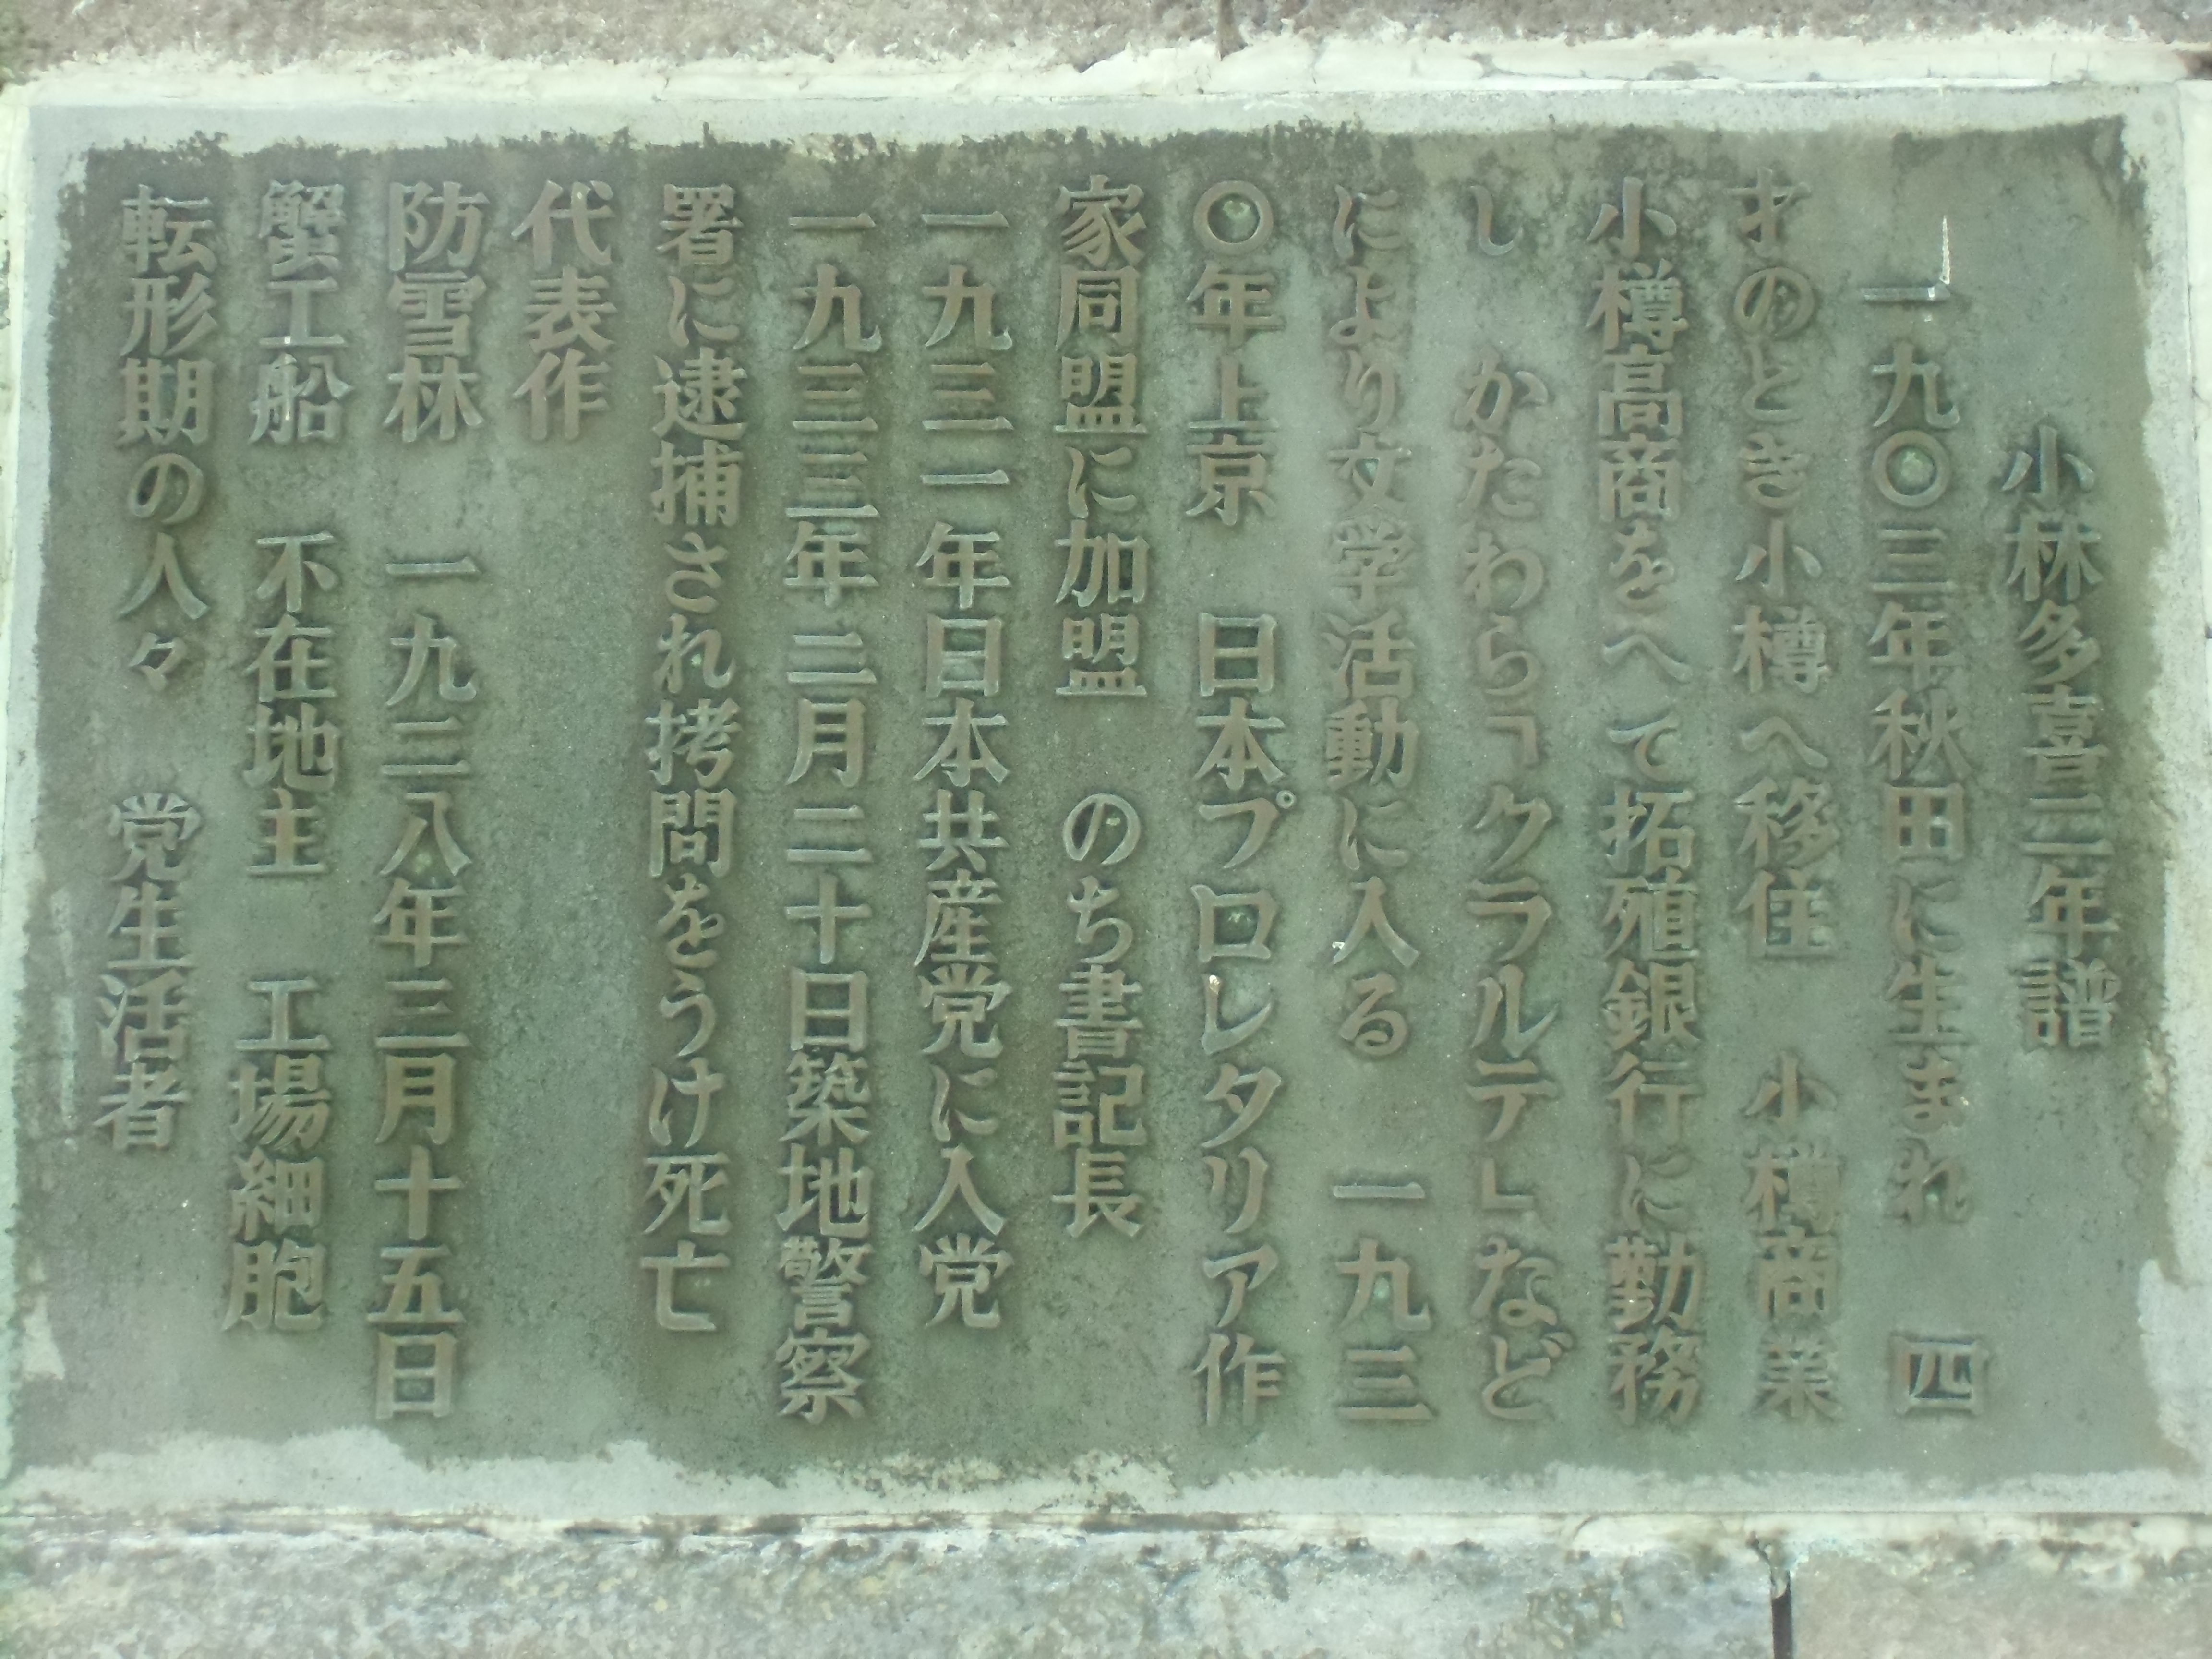 小林多喜二年譜
一九〇三年秋田に生まれ　四
才のとき小樽へ移住　小樽商業
小樽高商をへて拓殖銀行に勤務
し　かたわら「クラルテ」など
により文学活動に入る　一九三
〇年上京　日本プロレタリア作
家同盟に加盟　のち書記長
一九三一年日本共産党に入党
一九三三年二月二十日築地警察
署に逮捕され拷問をうけ死亡
代表作
防雪林　一九二八年三月十五日
蟹工船　不在地主　工場細胞
転形期の人々　党生活者